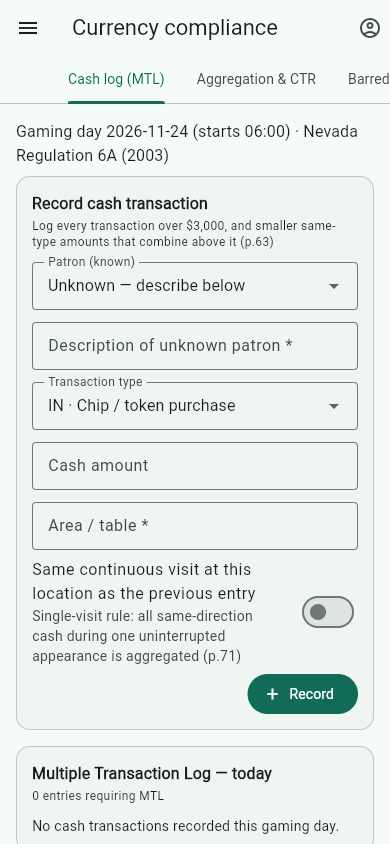 Currency compliance
Cash log (MTL)
Aggregation & CTR
Barred
Gaming day 2026-11-24 (starts 06:00) · Nevada
Regulation 6A (2003)
Record cash transaction
Log every transaction over $3,000, and smaller same-
type amounts that combine above it (p.63)
Patron (known)
Unknown — describe below
Description of unknown patron *
Transaction type
IN · Chip / token purchase
Cash amount
Area / table *
Same continuous visit at this
location as the previous entry
Single-visit rule: all same-direction
cash during one uninterrupted
appearance is aggregated (p.71)
+ Record
Multiple Transaction Log — today
0 entries requiring MTL
No cash transactions recorded this gaming day.